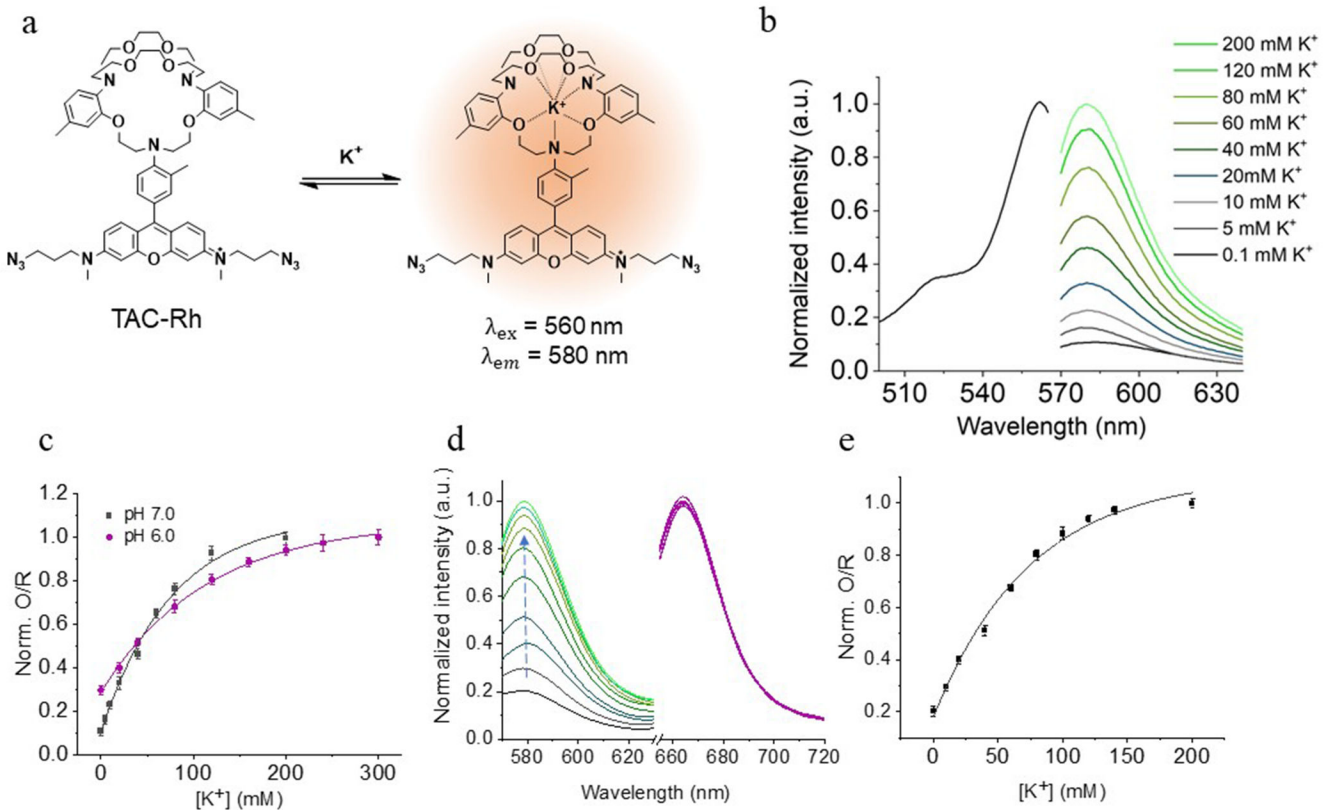 a
O O
O O
N N
O O
N
N3 N O N+ N3
TAC-Rh
K+
O O
O O
N N
K+
O O
N
N3 N O N+ N3
λex = 560 nm
λem = 580 nm
b
Normalized intensity (a.u.)
1.0
0.8
0.6
0.4
0.2
0.0
510 540 570 600 630
Wavelength (nm)
200 mM K+
120 mM K+
80 mM K+
60 mM K+
40 mM K+
20mM K+
10 mM K+
5 mM K+
0.1 mM K+
c
Norm. O/R
1.2
1.0
0.8
0.6
0.4
0.2
0.0
pH 7.0
pH 6.0
0 100 200 300
[K+] (mM)
d
Normalized intensity (a.u.)
1.0
0.8
0.6
0.4
0.2
0.0
580 600 620 660 680 700 720
Wavelength (nm)
e
Norm. O/R
1.0
0.8
0.6
0.4
0.2
0 50 100 150 200
[K+] (mM)